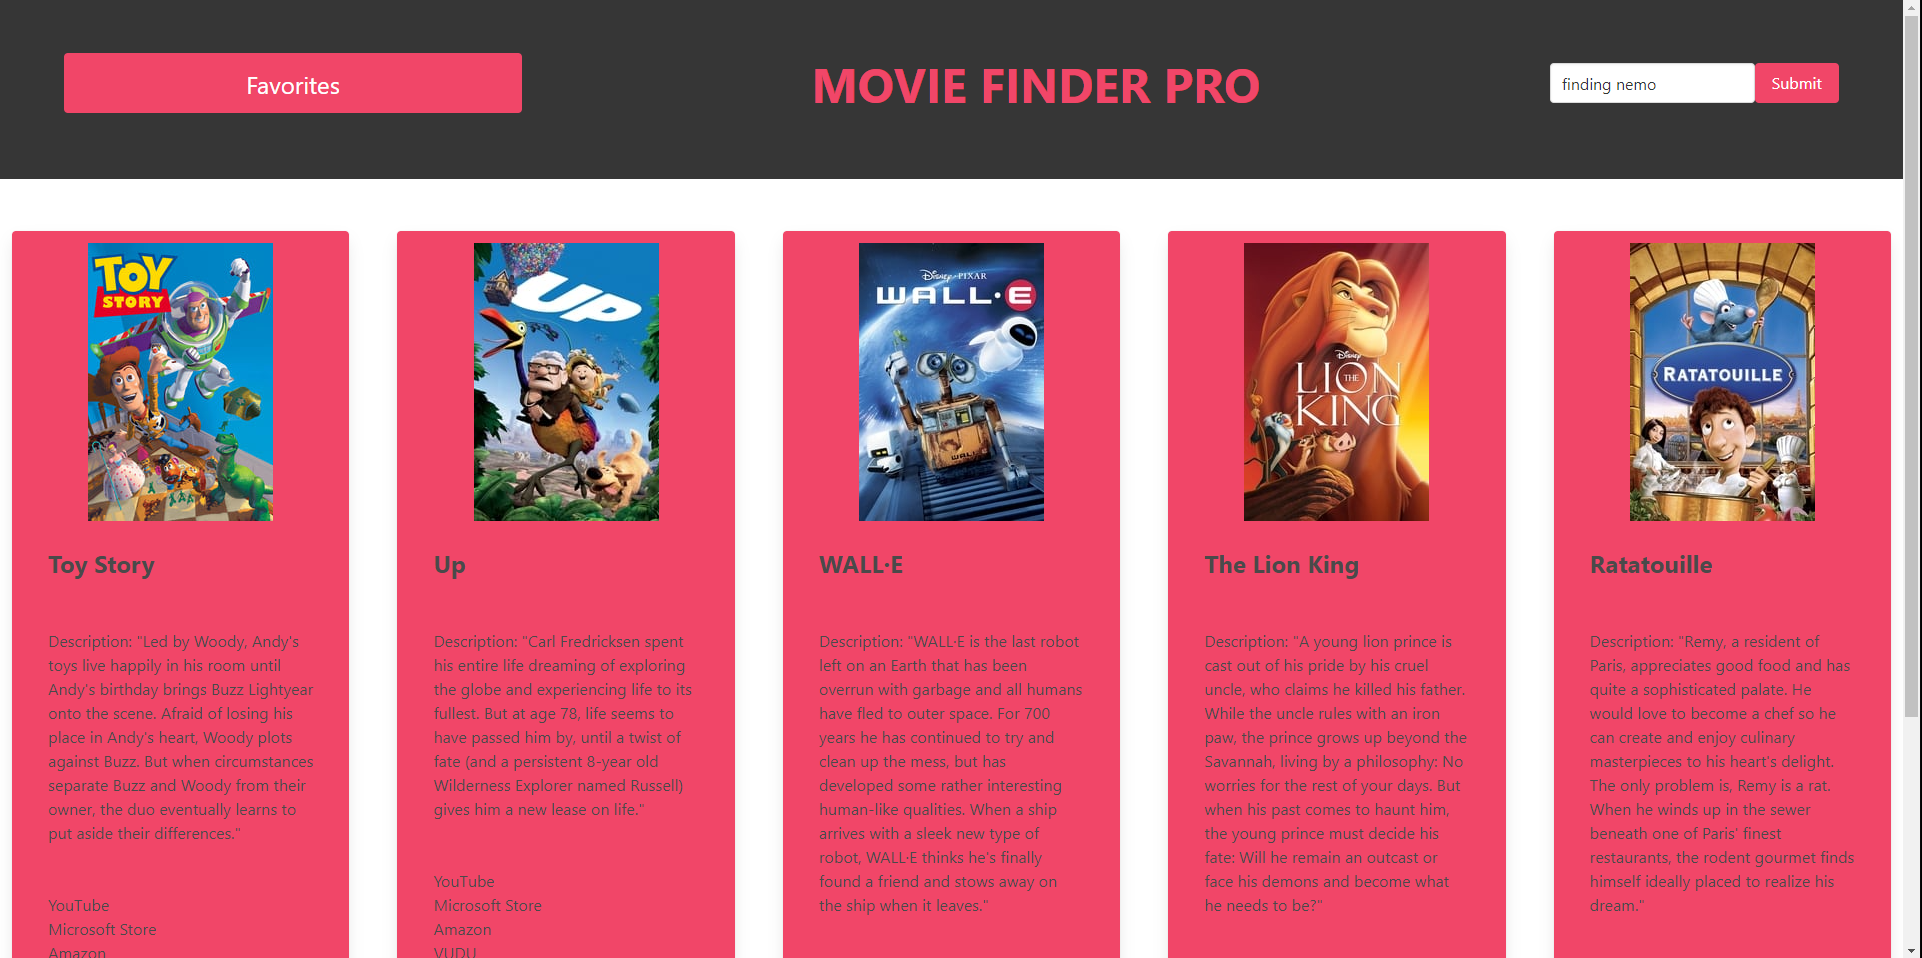 Favorites
MOVIE FINDER PRO
finding nemo
Submit
TOY
STORY
Toy Story
Description: "Led by Woody, Andy's
toys live happily in his room until
Andy's birthday brings Buzz Lightyear
onto the scene. Afraid of losing his
place in Andy's heart, Woody plots
against Buzz. But when circumstances
separate Buzz and Woody from their
owner, the duo eventually learns to
put aside their differences."
YouTube
Microsoft Store
Amazon
UP
Up
Description: "Carl Fredricksen spent
his entire life dreaming of exploring
the globe and experiencing life to its
fullest. But at age 78, life seems to
have passed him by, until a twist of
fate (and a persistent 8-year old
Wilderness Explorer named Russell)
gives him a new lease on life."
YouTube
Microsoft Store
Amazon
VUDU
Disney · PIXAR
WALL·E
WALL·E
WALL·E
Description: "WALL·E is the last robot
left on an Earth that has been
overrun with garbage and all humans
have fled to outer space. For 700
years he has continued to try and
clean up the mess, but has
developed some rather interesting
human-like qualities. When a ship
arrives with a sleek new type of
robot, WALL·E thinks he's finally
found a friend and stows away on
the ship when it leaves."
Disney
THE
LION
KING
The Lion King
Description: "A young lion prince is
cast out of his pride by his cruel
uncle, who claims he killed his father.
While the uncle rules with an iron
paw, the prince grows up beyond the
Savannah, living by a philosophy: No
worries for the rest of your days. But
when his past comes to haunt him,
the young prince must decide his
fate: Will he remain an outcast or
face his demons and become what
he needs to be?"
RATATOUILLE
Ratatouille
Description: "Remy, a resident of
Paris, appreciates good food and has
quite a sophisticated palate. He
would love to become a chef so he
can create and enjoy culinary
masterpieces to his heart's delight.
The only problem is, Remy is a rat.
When he winds up in the sewer
beneath one of Paris' finest
restaurants, the rodent gourmet finds
himself ideally placed to realize his
dream."